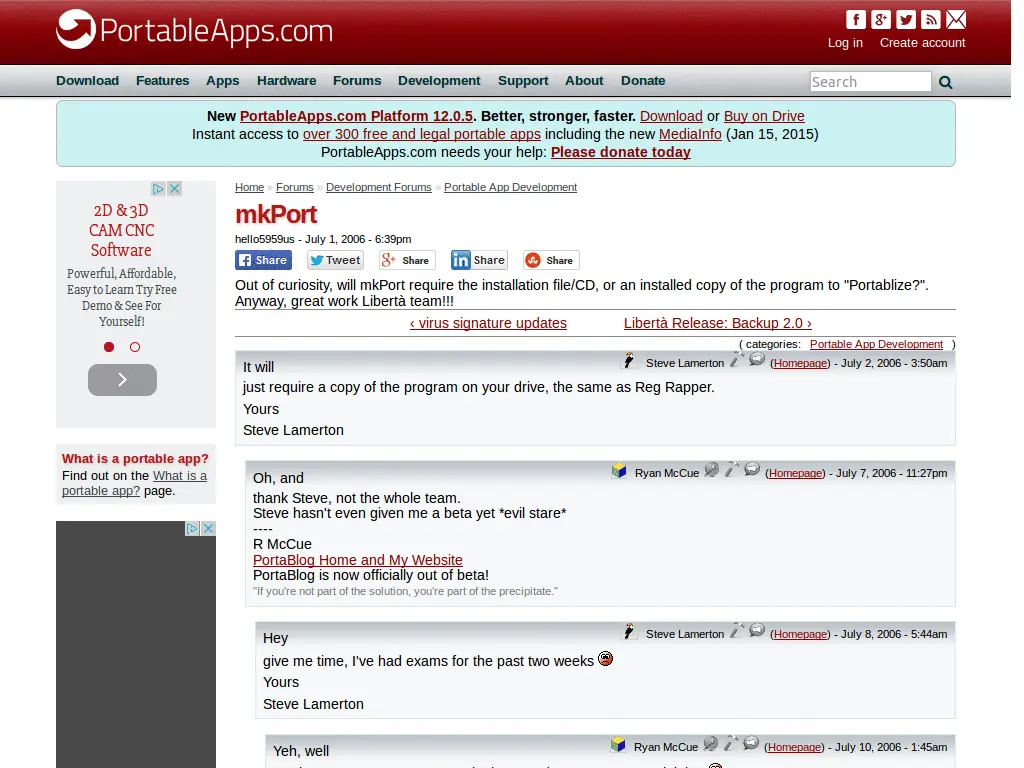 PortableApps.com
Log in Create account
Download Features Apps Hardware Forums Development Support About Donate Search
New PortableApps.com Platform 12.0.5. Better, stronger, faster. Download or Buy on Drive
Instant access to over 300 free and legal portable apps including the new MediaInfo (Jan 15, 2015)
PortableApps.com needs your help: Please donate today
2D & 3D
CAM CNC
Software
Powerful, Affordable,
Easy to Learn Try Free
Demo & See For
Yourself!
What is a portable app?
Find out on the What is a
portable app? page.
Home » Forums » Development Forums » Portable App Development
mkPort
hello5959us - July 1, 2006 - 6:39pm
Share Tweet Share Share Share
Out of curiosity, will mkPort require the installation file/CD, or an installed copy of the program to "Portablize?".
Anyway, great work Libertà team!!!
‹ virus signature updates Libertà Release: Backup 2.0 ›
( categories: Portable App Development )
It will Steve Lamerton (Homepage) - July 2, 2006 - 3:50am
just require a copy of the program on your drive, the same as Reg Rapper.
Yours
Steve Lamerton
Oh, and Ryan McCue (Homepage) - July 7, 2006 - 11:27pm
thank Steve, not the whole team.
Steve hasn't even given me a beta yet *evil stare*
----
R McCue
PortaBlog Home and My Website
PortaBlog is now officially out of beta!
"If you're not part of the solution, you're part of the precipitate."
Hey Steve Lamerton (Homepage) - July 8, 2006 - 5:44am
give me time, I've had exams for the past two weeks
Yours
Steve Lamerton
Yeh, well Ryan McCue (Homepage) - July 10, 2006 - 1:45am